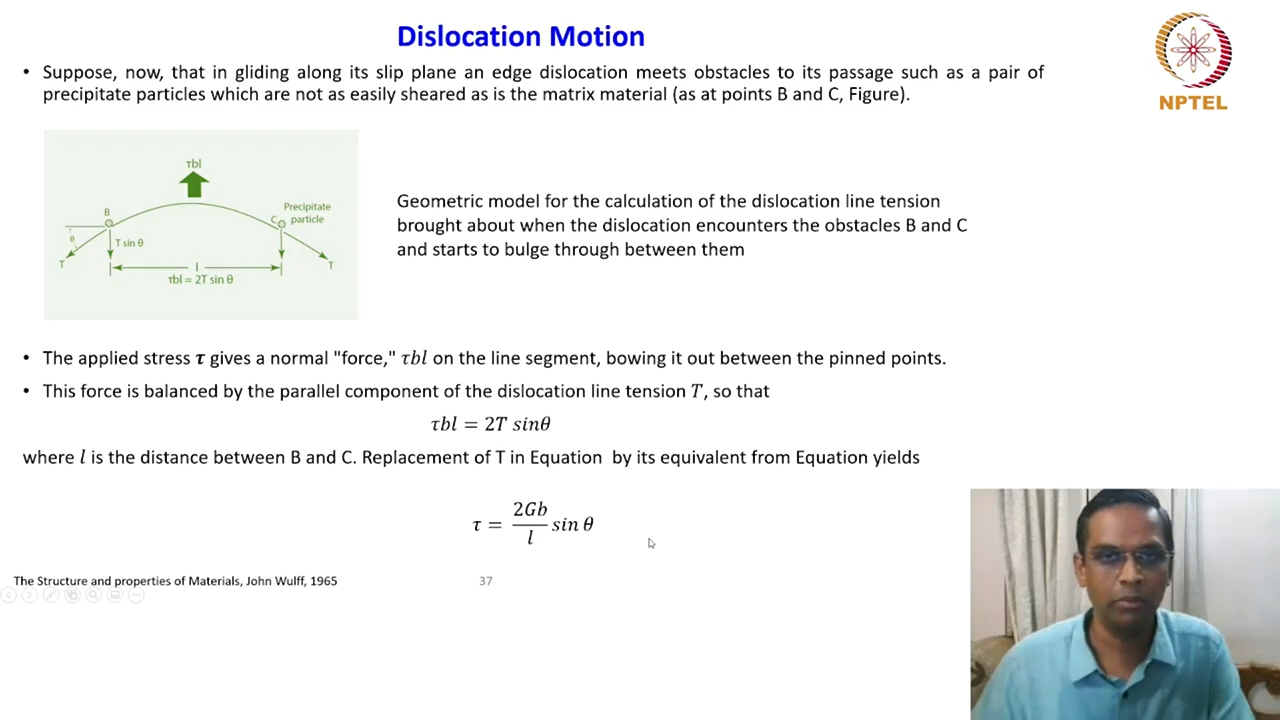 Dislocation Motion
NPTEL
• Suppose, now, that in gliding along its slip plane an edge dislocation meets obstacles to its passage such as a pair of
precipitate particles which are not as easily sheared as is the matrix material (as at points B and C, Figure).
τbl
B
C
Precipitate
particle
θ
T sin θ
T
T
l
τbl = 2T sin θ
Geometric model for the calculation of the dislocation line tension
brought about when the dislocation encounters the obstacles B and C
and starts to bulge through between them
• The applied stress τ gives a normal "force," τbl on the line segment, bowing it out between the pinned points.
• This force is balanced by the parallel component of the dislocation line tension T, so that
τbl = 2T sinθ
where l is the distance between B and C. Replacement of T in Equation by its equivalent from Equation yields
τ = 2Gb/l sin θ
The Structure and properties of Materials, John Wulff, 1965
37